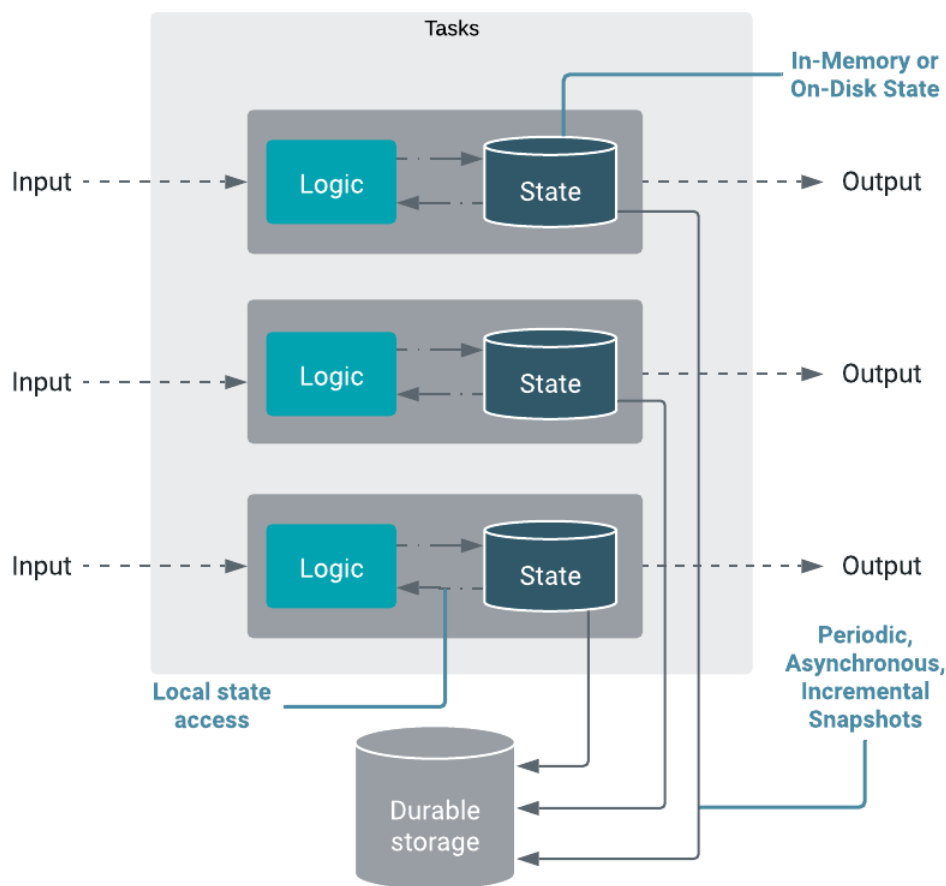 Tasks
In-Memory or
On-Disk State
Input
Logic
State
Output
Input
Logic
State
Output
Input
Logic
State
Output
Local state
access
Periodic,
Asynchronous,
Incremental
Snapshots
Durable
storage